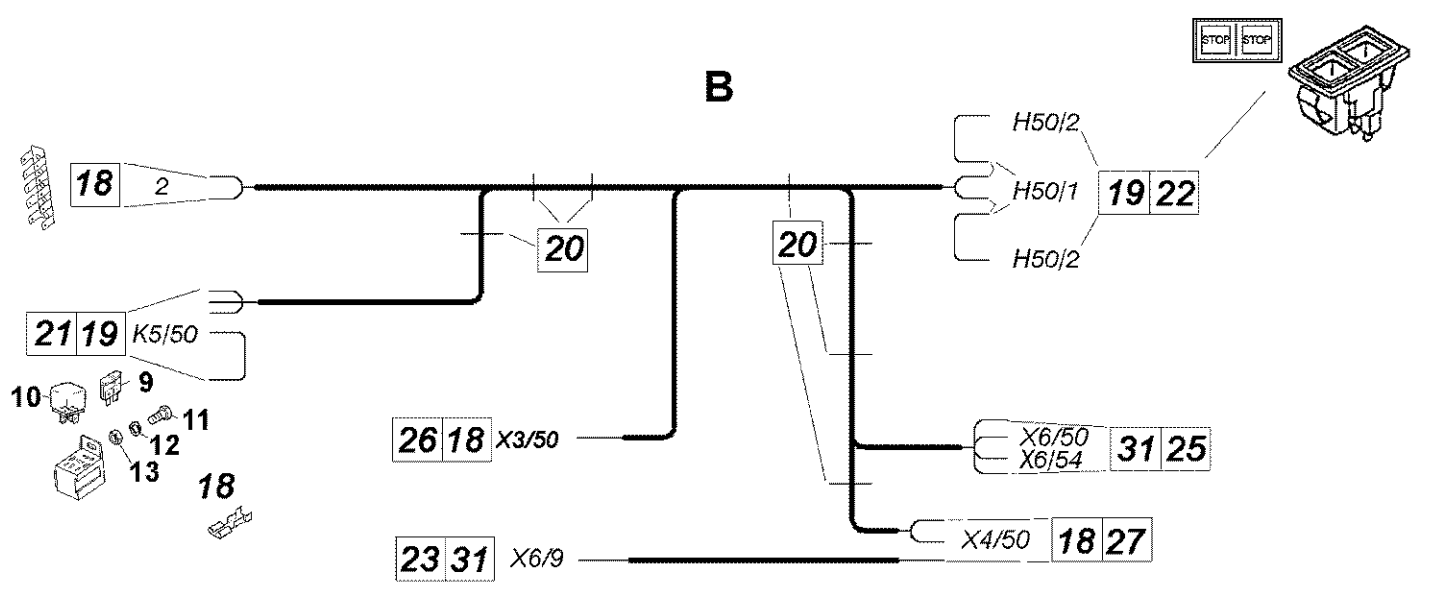 STOP STOP
B
H50/2
18 2
H50/1 19 22
20 20
H50/2
21 19 K5/50
10 9
11
12
13
26 18 X3/50
X6/50
X6/54 31 25
18
X4/50 18 27
23 31 X6/9